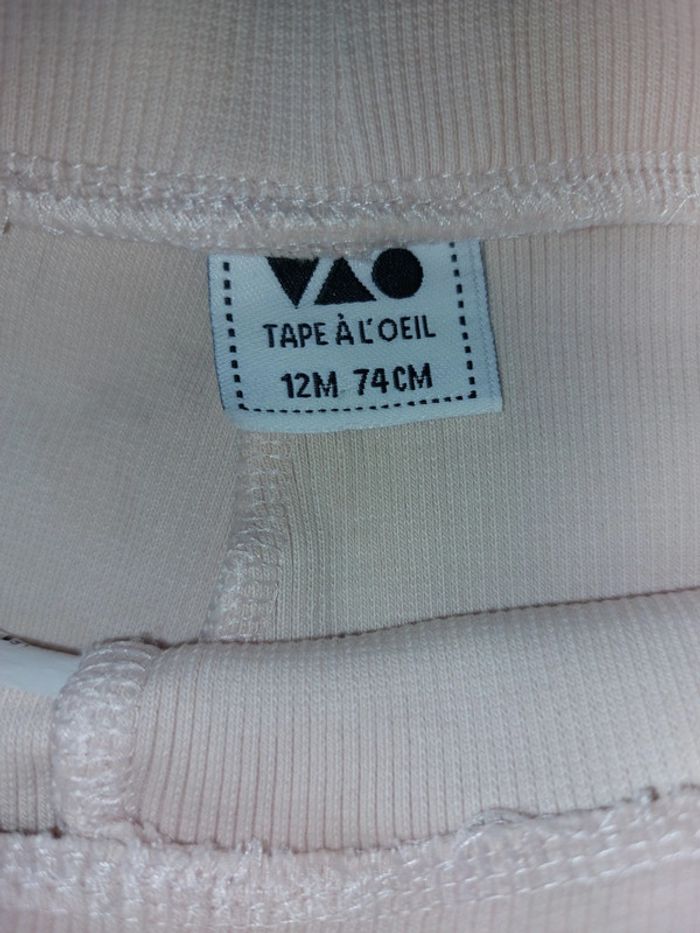 TAPE À L'OEIL
12M 74CM